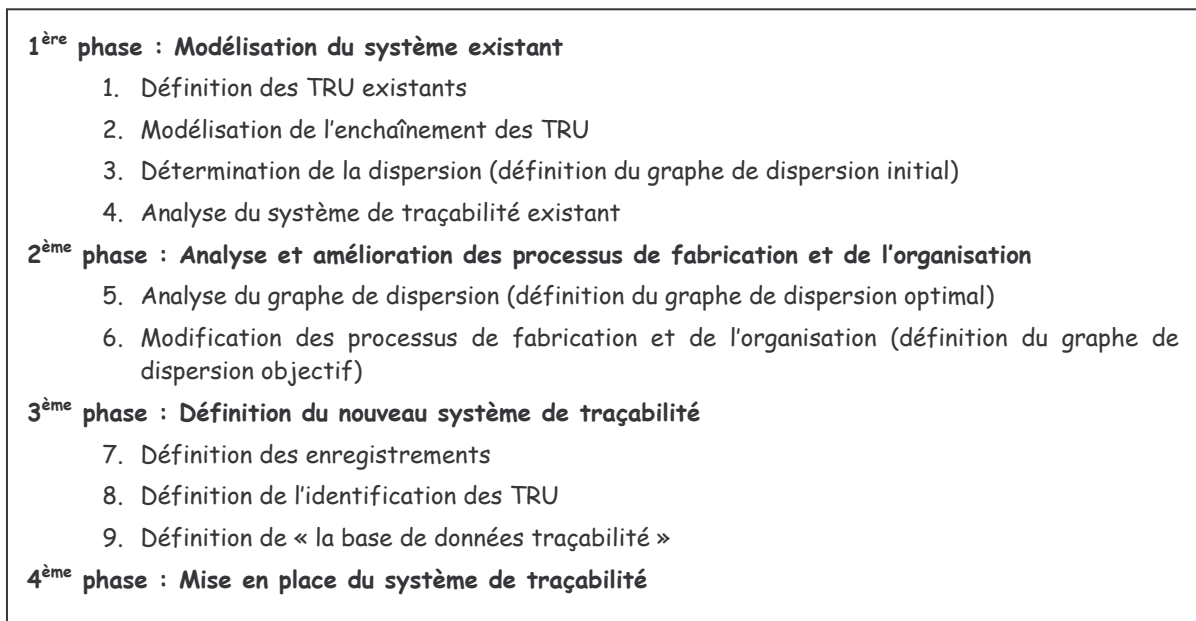 1ère phase : Modélisation du système existant
1. Définition des TRU existants
2. Modélisation de l'enchaînement des TRU
3. Détermination de la dispersion (définition du graphe de dispersion initial)
4. Analyse du système de traçabilité existant
2ème phase : Analyse et amélioration des processus de fabrication et de l'organisation
5. Analyse du graphe de dispersion (définition du graphe de dispersion optimal)
6. Modification des processus de fabrication et de l'organisation (définition du graphe de
dispersion objectif)
3ème phase : Définition du nouveau système de traçabilité
7. Définition des enregistrements
8. Définition de l'identification des TRU
9. Définition de « la base de données traçabilité »
4ème phase : Mise en place du système de traçabilité